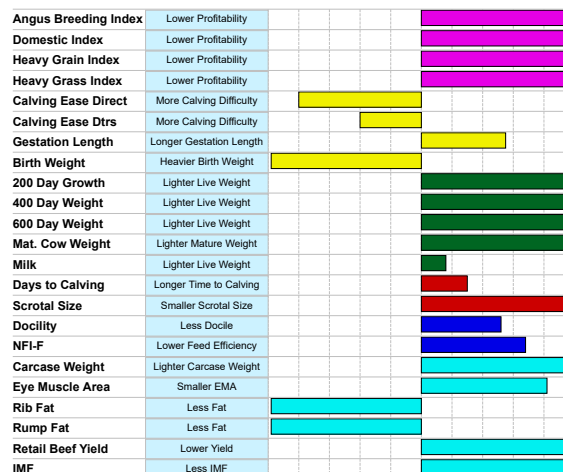 Angus Breeding Index Lower Profitability
Domestic Index Lower Profitability
Heavy Grain Index Lower Profitability
Heavy Grass Index Lower Profitability
Calving Ease Direct More Calving Difficulty
Calving Ease Dtrs More Calving Difficulty
Gestation Length Longer Gestation Length
Birth Weight Heavier Birth Weight
200 Day Growth Lighter Live Weight
400 Day Weight Lighter Live Weight
600 Day Weight Lighter Live Weight
Mat. Cow Weight Lighter Mature Weight
Milk Lighter Live Weight
Days to Calving Longer Time to Calving
Scrotal Size Smaller Scrotal Size
Docility Less Docile
NFI-F Lower Feed Efficiency
Carcase Weight Lighter Carcase Weight
Eye Muscle Area Smaller EMA
Rib Fat Less Fat
Rump Fat Less Fat
Retail Beef Yield Lower Yield
IMF Less IMF